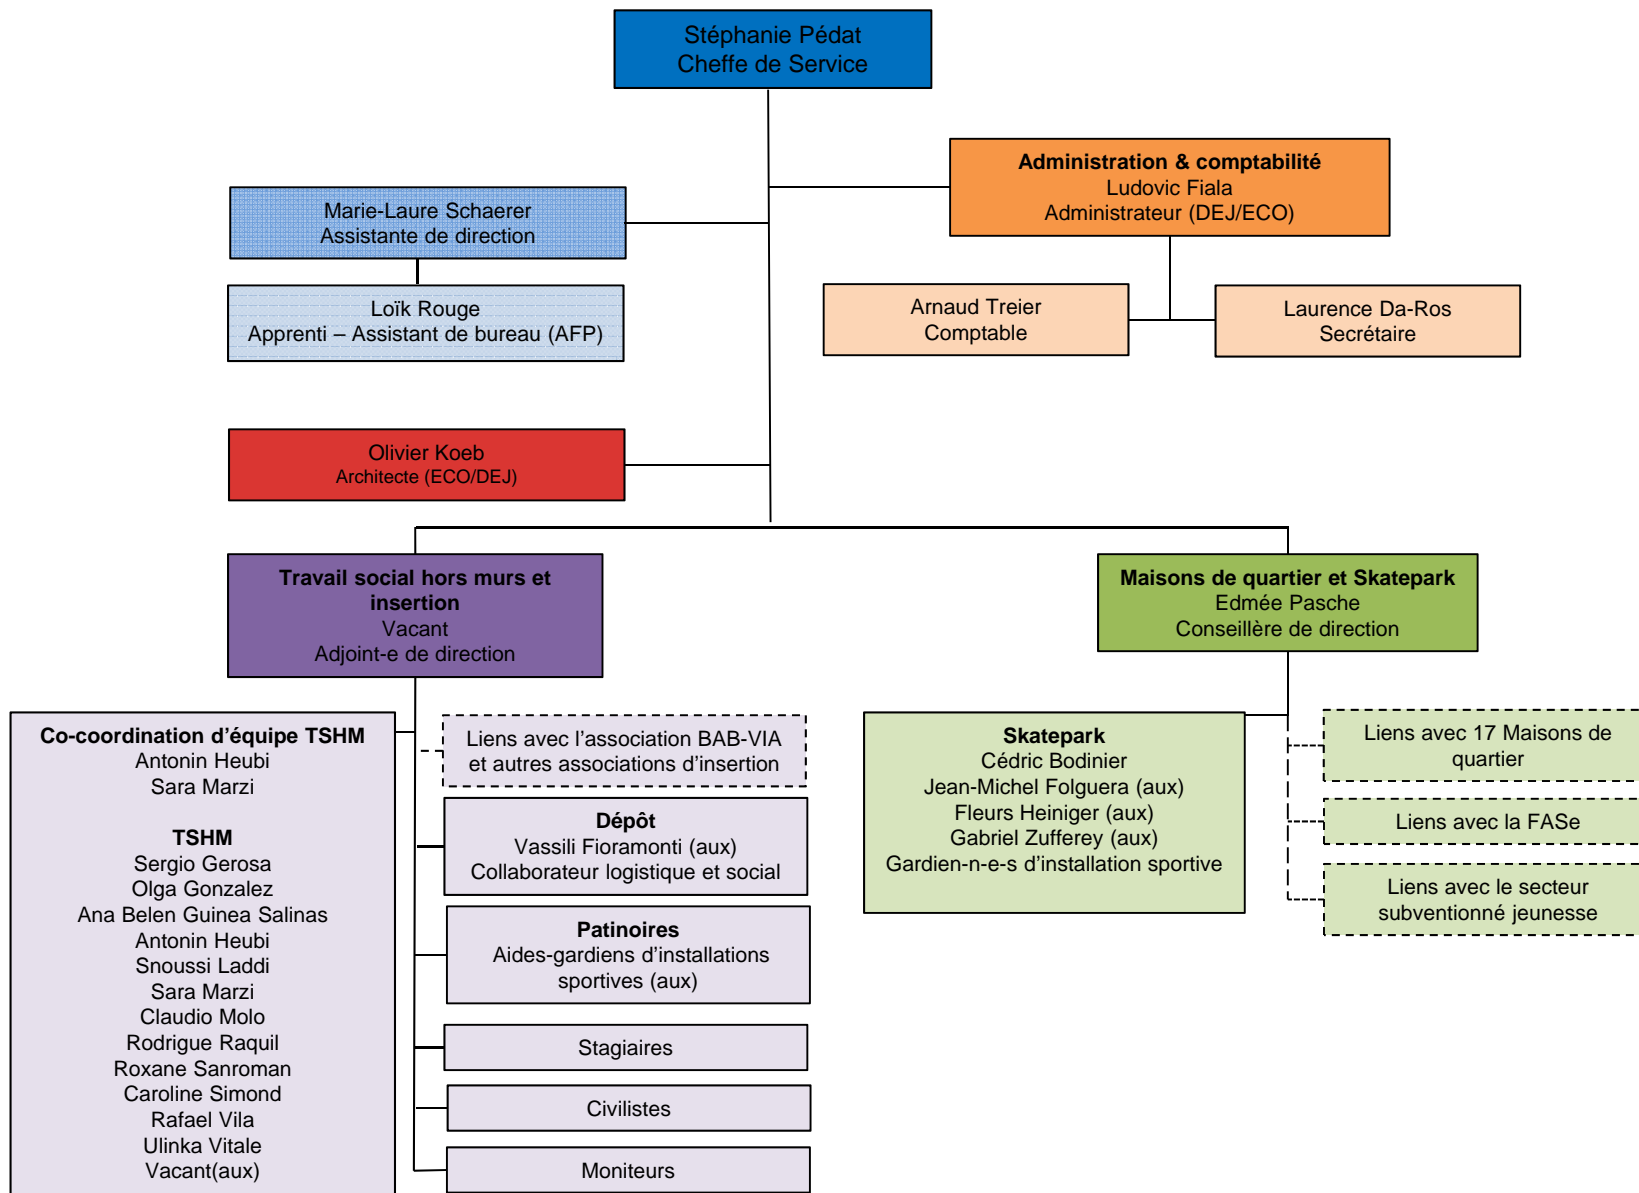 Stéphanie Pédat
Cheffe de Service
Administration & comptabilité
Ludovic Fiala
Administrateur (DEJ/ECO)
Marie-Laure Schaerer
Assistante de direction
Loïk Rouge
Apprenti – Assistant de bureau (AFP)
Arnaud Treier
Comptable
Laurence Da-Ros
Secrétaire
Olivier Koeb
Architecte (ECO/DEJ)
Travail social hors murs et
insertion
Vacant
Adjoint-e de direction
Maisons de quartier et Skatepark
Edmée Pasche
Conseillère de direction
Co-coordination d’équipe TSHM
Antonin Heubi
Sara Marzi
TSHM
Sergio Gerosa
Olga Gonzalez
Ana Belen Guinea Salinas
Antonin Heubi
Snoussi Laddi
Sara Marzi
Claudio Molo
Rodrigue Raquil
Roxane Sanroman
Caroline Simond
Rafael Vila
Ulinka Vitale
Vacant(aux)
Liens avec l’association BAB-VIA
et autres associations d’insertion
Dépôt
Vassili Fioramonti (aux)
Collaborateur logistique et social
Patinoires
Aides-gardiens d’installations
sportives (aux)
Stagiaires
Civilistes
Moniteurs
Skatepark
Cédric Bodinier
Jean-Michel Folguera (aux)
Fleurs Heiniger (aux)
Gabriel Zufferey (aux)
Gardien-n-e-s d’installation sportive
Liens avec 17 Maisons de
quartier
Liens avec la FASe
Liens avec le secteur
subventionné jeunesse